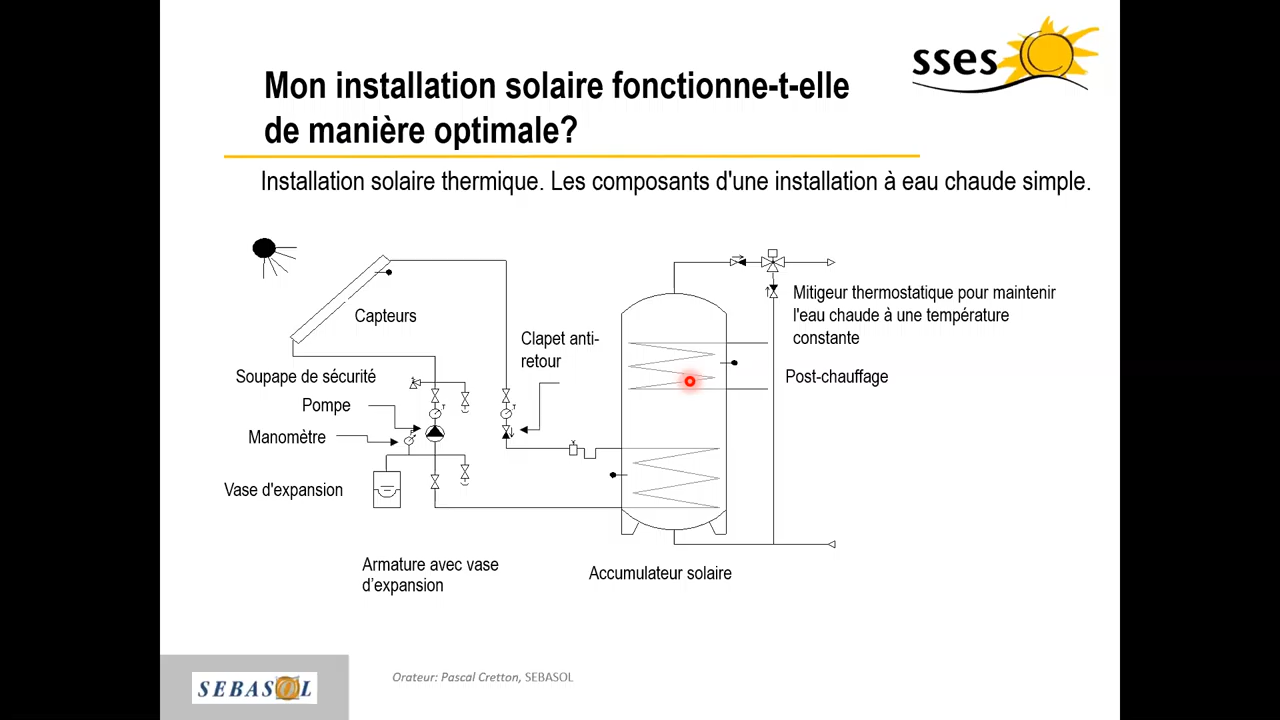 sses
Mon installation solaire fonctionne-t-elle
de manière optimale?
Installation solaire thermique. Les composants d'une installation à eau chaude simple.
Capteurs
Clapet anti-
retour
Mitigeur thermostatique pour maintenir
l'eau chaude à une température
constante
Soupape de sécurité
Post-chauffage
Pompe
Manomètre
Vase d'expansion
Armature avec vase
d’expansion
Accumulateur solaire
SEBASOL
Orateur: Pascal Cretton, SEBASOL